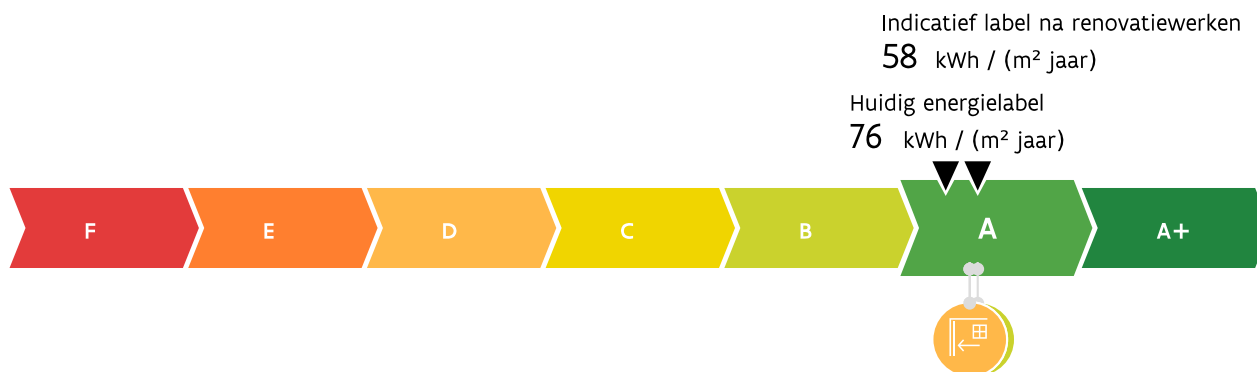 Indicatief label na renovatiewerken
58 kWh / (m² jaar)
Huidig energielabel
76 kWh / (m² jaar)
F E D C B A A+